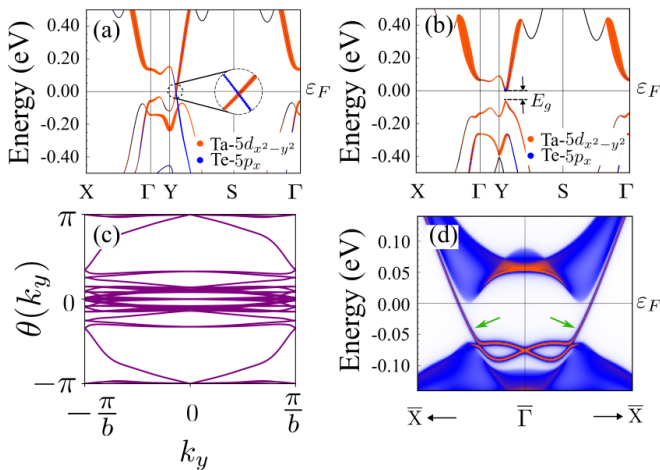 (a)
Energy (eV)
0.40
0.20
0.00
-0.20
-0.40
ε_F
Ta-5d_{x²−y²}
Te-5p_x
X Γ Y S Γ
(b)
Energy (eV)
0.40
0.20
0.00
-0.20
-0.40
E_g
ε_F
Ta-5d_{x²−y²}
Te-5p_x
X Γ Y S Γ
(c)
θ(k_y)
π
0
−π
−π/b 0 π/b
k_y
(d)
Energy (eV)
0.10
0.05
0.00
-0.05
-0.10
ε_F
X̅ ← Γ̅ → X̅